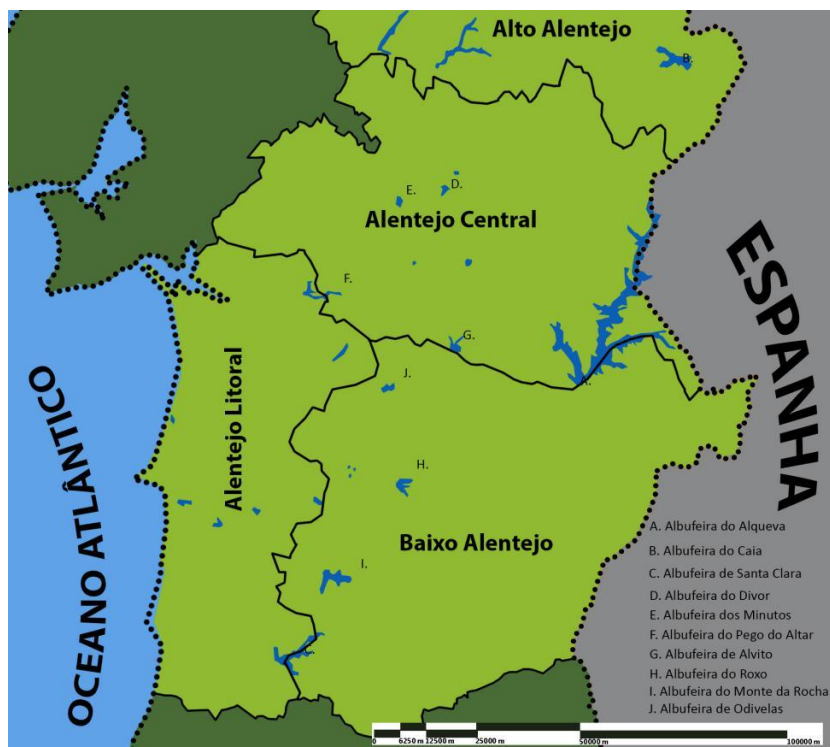 Alto Alentejo
B.
D.
E.
Alentejo Central
F.
G.
ESPANHA
A.
J.
Alentejo Litoral
OCEANO ATLÂNTICO
H.
Baixo Alentejo
I.
C.
A. Albufeira do Alqueva
B. Albufeira do Caia
C. Albufeira de Santa Clara
D. Albufeira do Divor
E. Albufeira dos Minutos
F. Albufeira do Pego do Altar
G. Albufeira de Alvito
H. Albufeira do Roxo
I. Albufeira do Monte da Rocha
J. Albufeira de Odivelas
0 6250 m 12500 m 25000 m 50000 m 100000 m